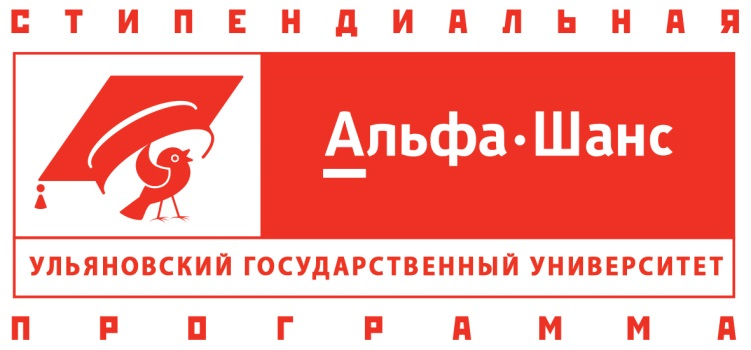 СТИПЕНДИАЛЬНАЯ
Альфа·Шанс
УЛЬЯНОВСКИЙ ГОСУДАРСТВЕННЫЙ УНИВЕРСИТЕТ
ПРОГРАММА